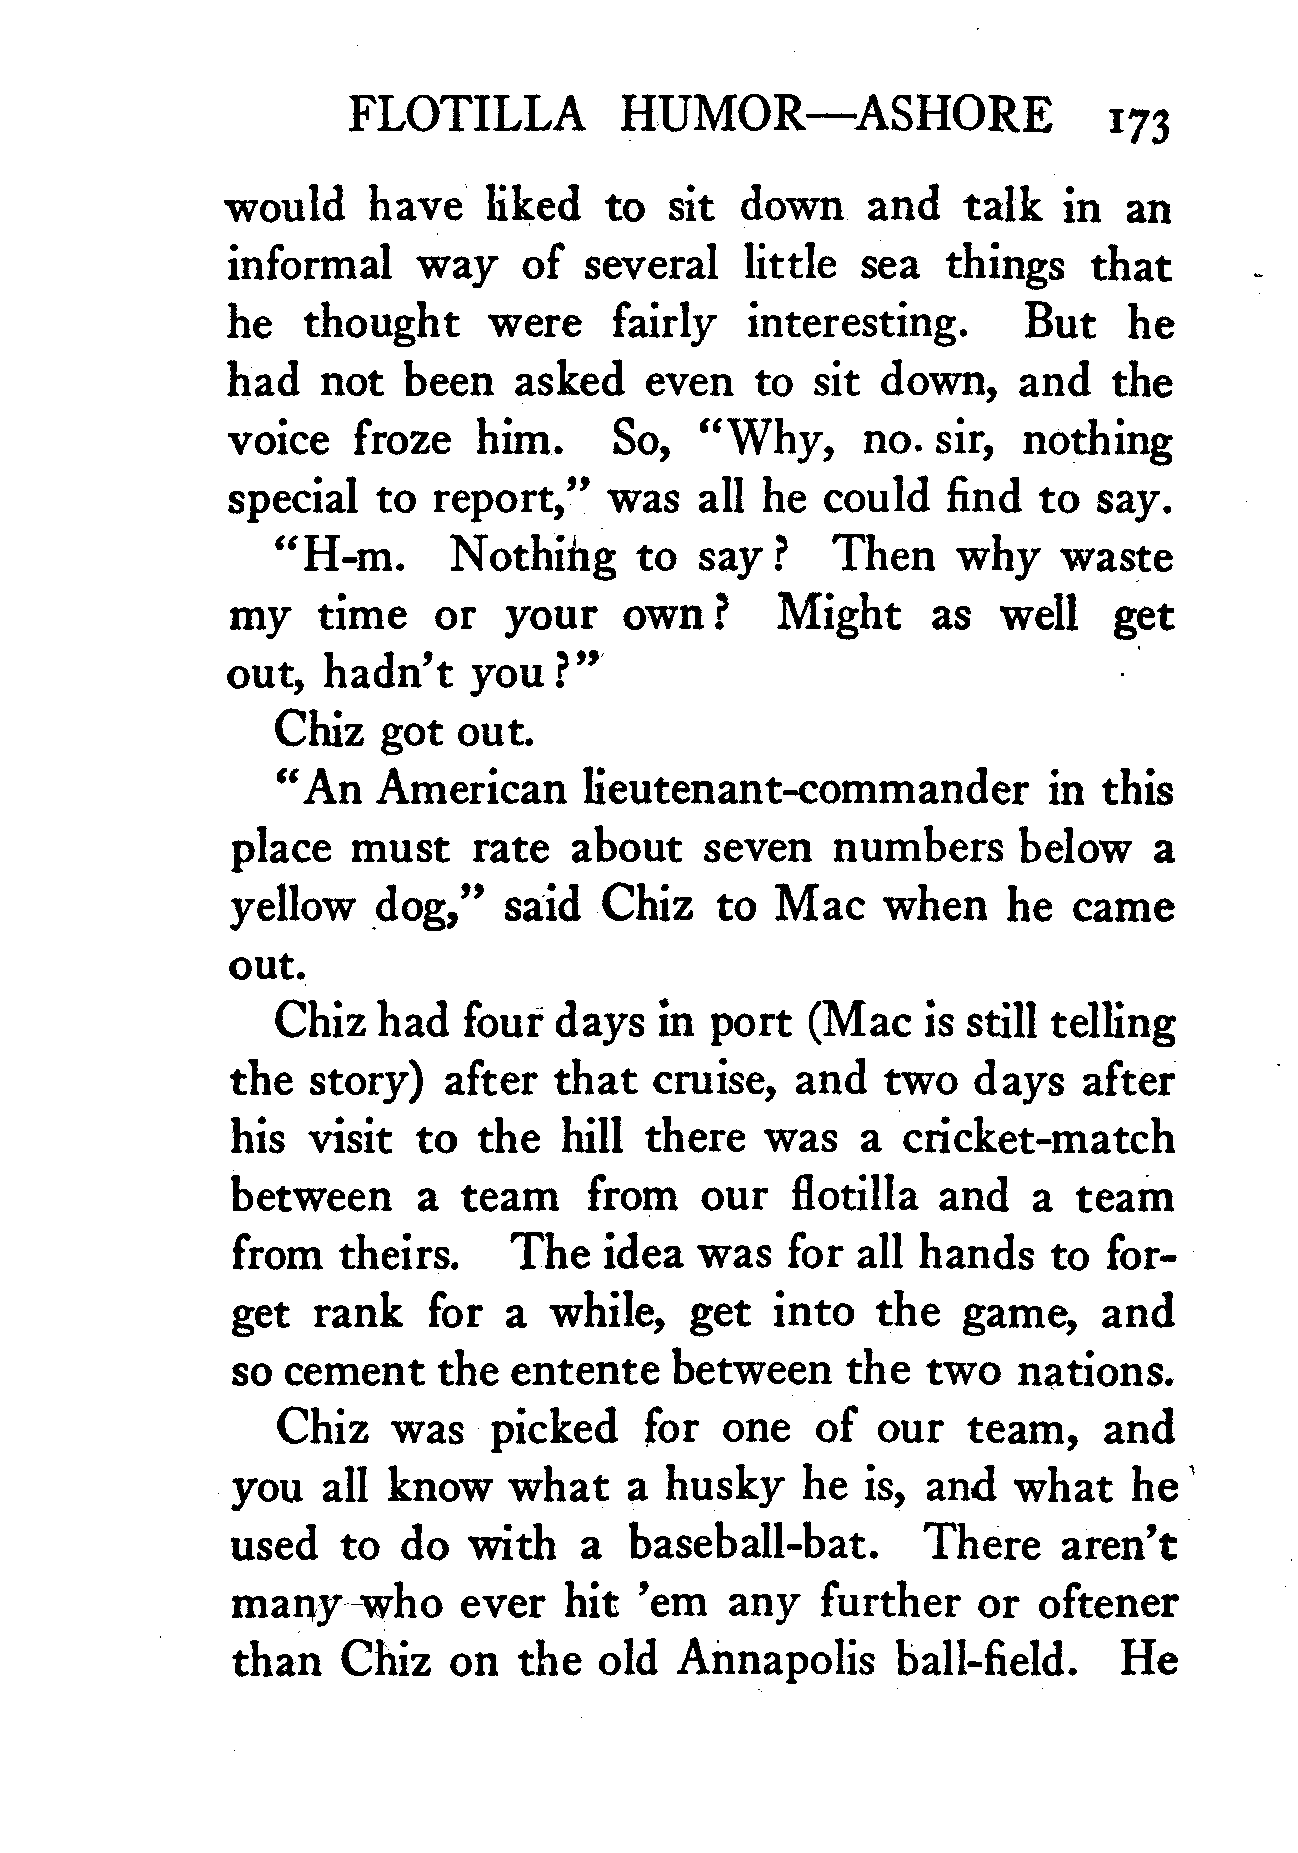 FLOTILLA HUMOR—ASHORE 173
would have liked to sit down and talk in an
informal way of several little sea things that
he thought were fairly interesting. But he
had not been asked even to sit down, and the
voice froze him. So, "Why, no. sir, nothing
special to report," was all he could find to say.
"H-m. Nothing to say? Then why waste
my time or your own? Might as well get
out, hadn't you?"
Chiz got out.
"An American lieutenant-commander in this
place must rate about seven numbers below a
yellow dog," said Chiz to Mac when he came
out.
Chiz had four days in port (Mac is still telling
the story) after that cruise, and two days after
his visit to the hill there was a cricket-match
between a team from our flotilla and a team
from theirs. The idea was for all hands to for-
get rank for a while, get into the game, and
so cement the entente between the two nations.
Chiz was picked for one of our team, and
you all know what a husky he is, and what he
used to do with a baseball-bat. There aren't
many who ever hit 'em any further or oftener
than Chiz on the old Annapolis ball-field. He